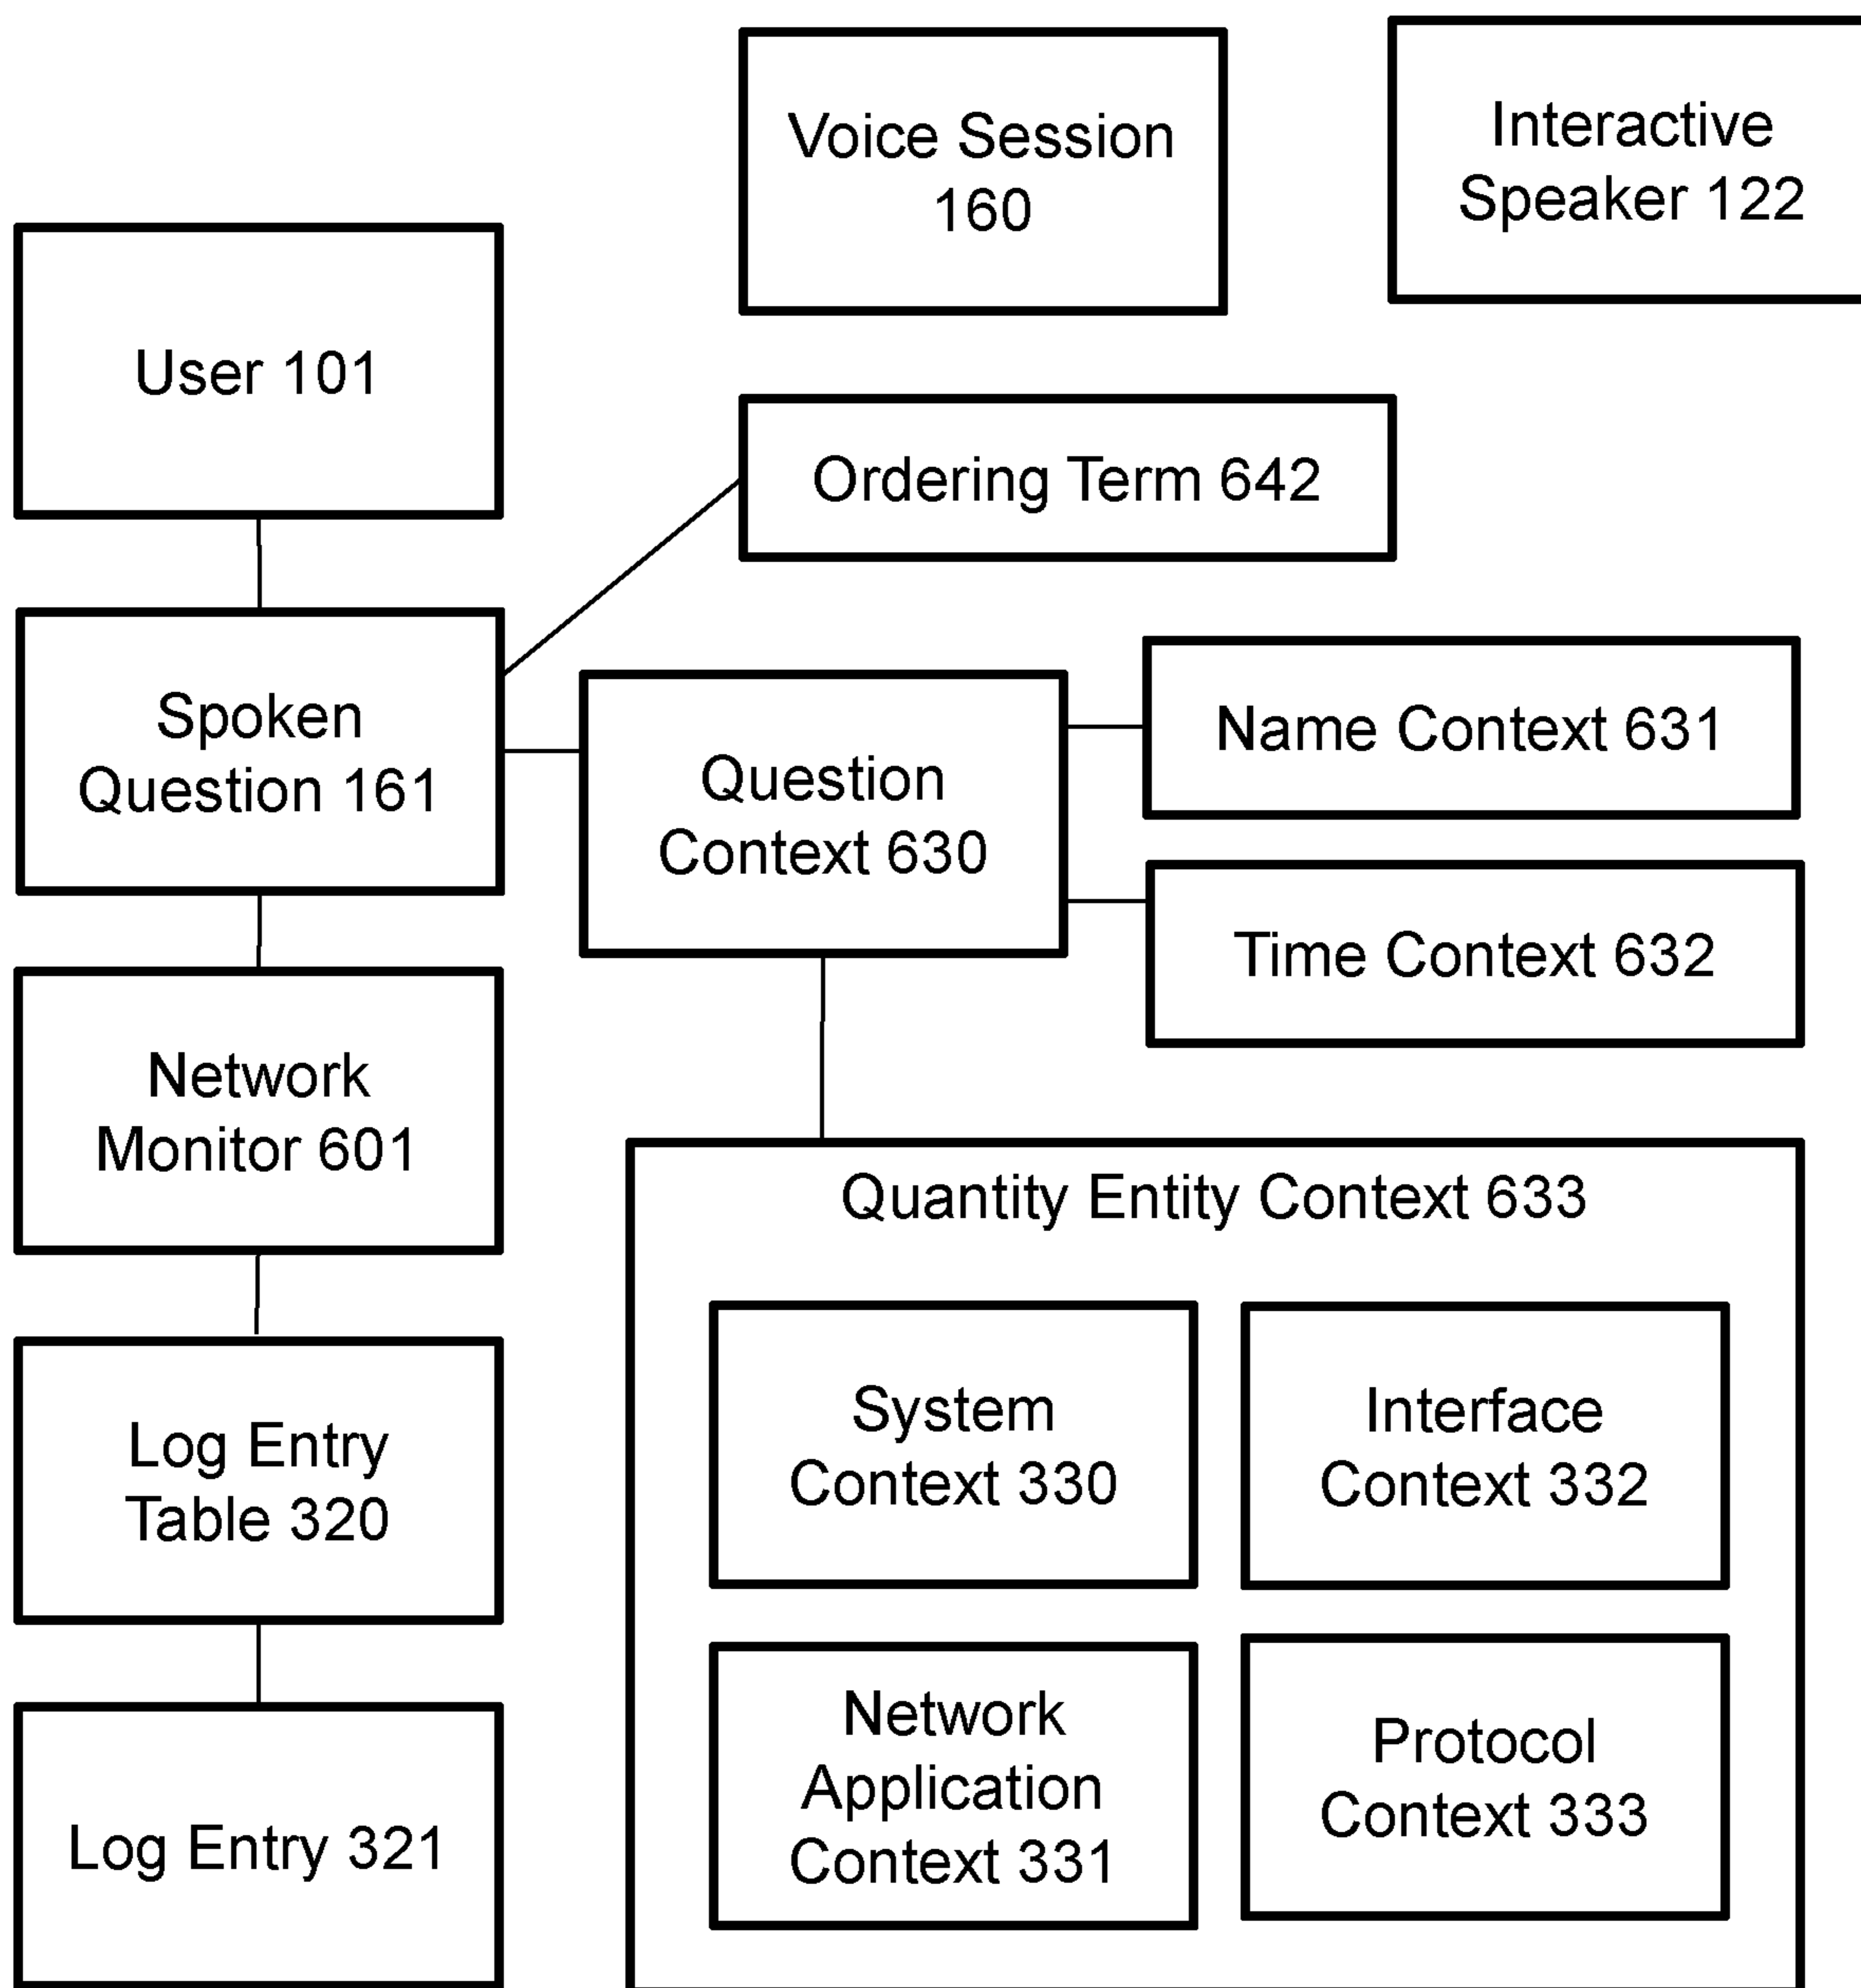 Voice Session
160
Interactive
Speaker 122
User 101
Ordering Term 642
Spoken
Question 161
Question
Context 630
Name Context 631
Time Context 632
Network
Monitor 601
Quantity Entity Context 633
Log Entry
Table 320
System
Context 330
Interface
Context 332
Log Entry 321
Network
Application
Context 331
Protocol
Context 333